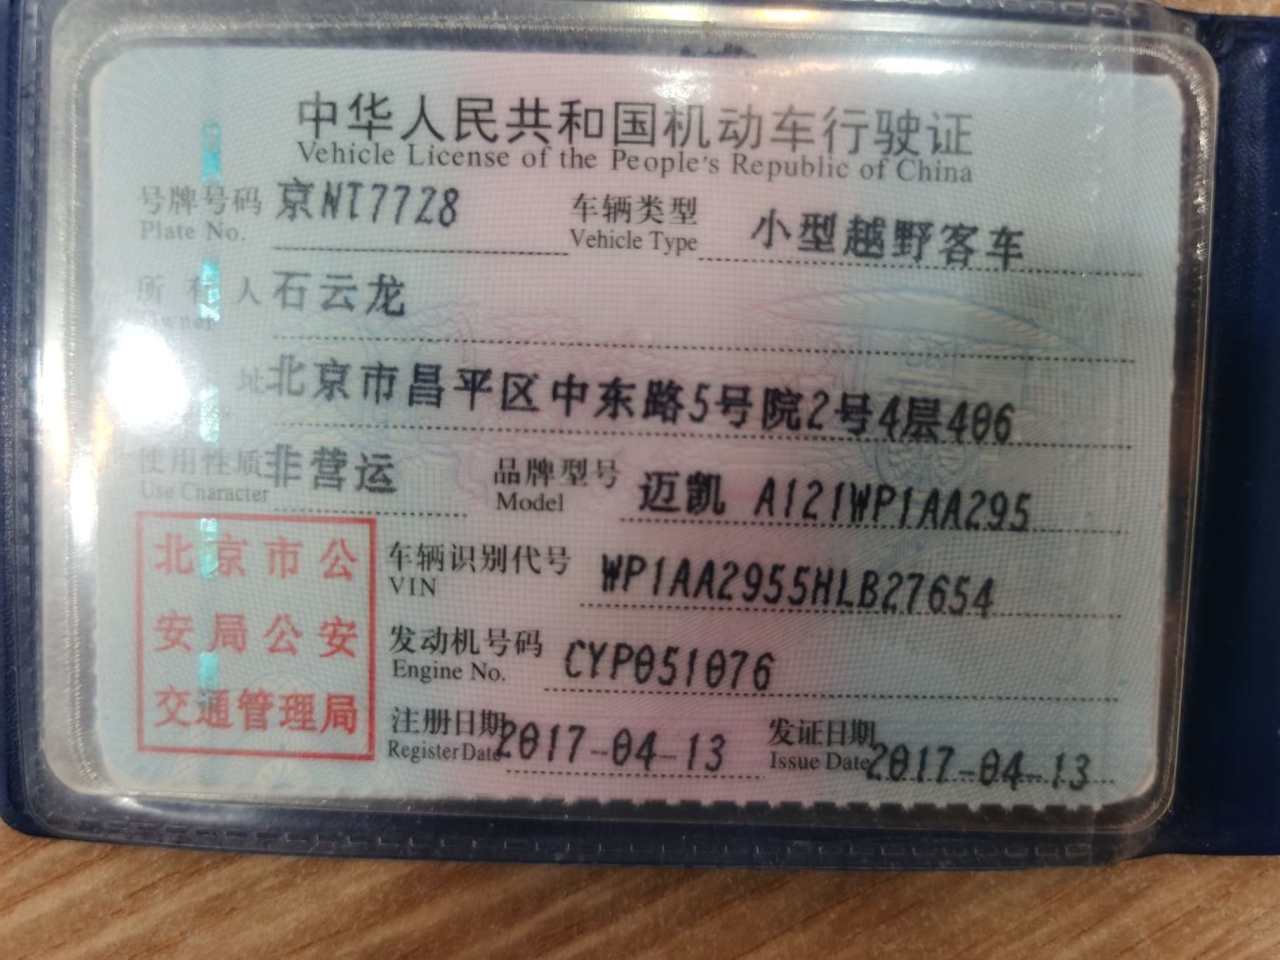 中华人民共和国机动车行驶证
Vehicle License of the People's Republic of China
号牌号码 京NT7728 车辆类型 小型越野客车
Plate No. Vehicle Type
所有人 石云龙
Owner
址 北京市昌平区中东路5号院2号4层406
使用性质 非营运 品牌型号 迈凯 A121WP1AA295
Use Character Model
北京市公安局公安交通管理局
车辆识别代号 WP1AA2955HLB27654
VIN
发动机号码 CYP051076
Engine No.
注册日期 2017-04-13 发证日期 2017-04-13
Register Date Issue Date